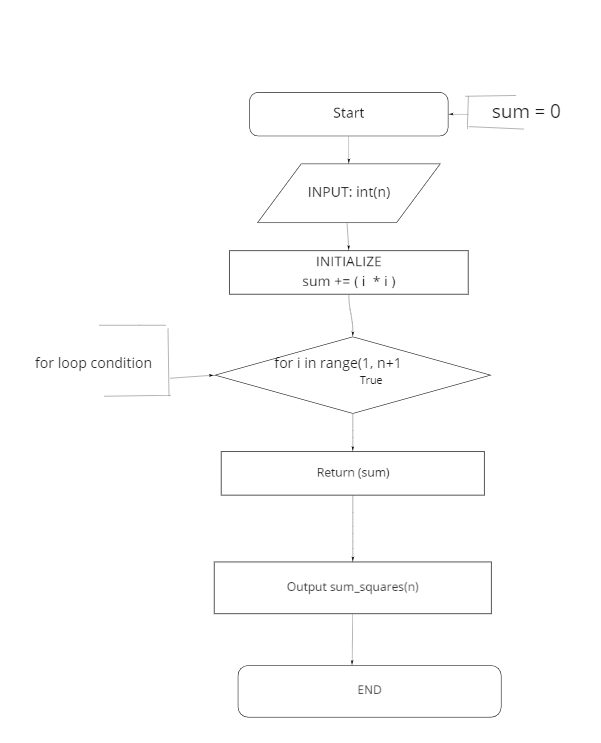 Start
sum = 0
INPUT: int(n)
INITIALIZE
sum += ( i * i )
for loop condition
for i in range(1, n+1
True
Return (sum)
Output sum_squares(n)
END